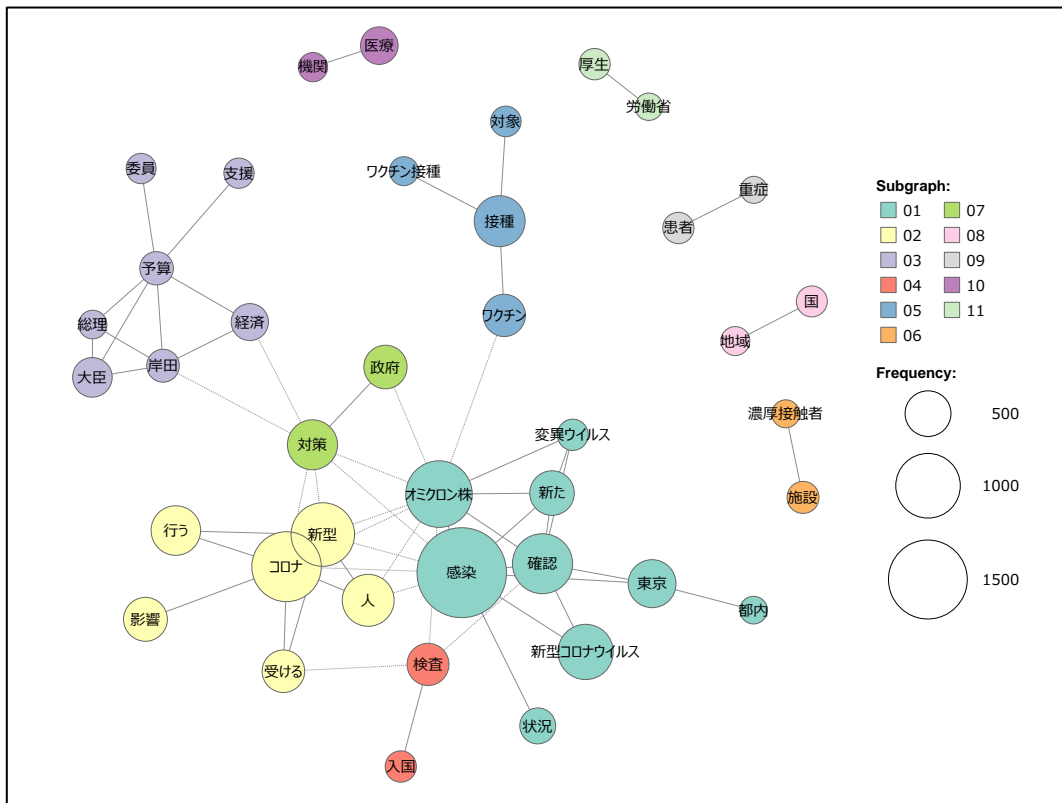 医療
機関
厚生
労働省
対象
ワクチン接種
委員
支援
接種
重症
患者
予算
総理
経済
ワクチン
国
地域
大臣
岸田
政府
対策
濃厚接触者
施設
変異ウイルス
オミクロン株
新た
行う
新型
コロナ
感染
確認
東京
人
影響
都内
受ける
検査
新型コロナウイルス
状況
入国
Subgraph:
01
07
02
08
03
09
04
10
05
11
06
Frequency:
500
1000
1500